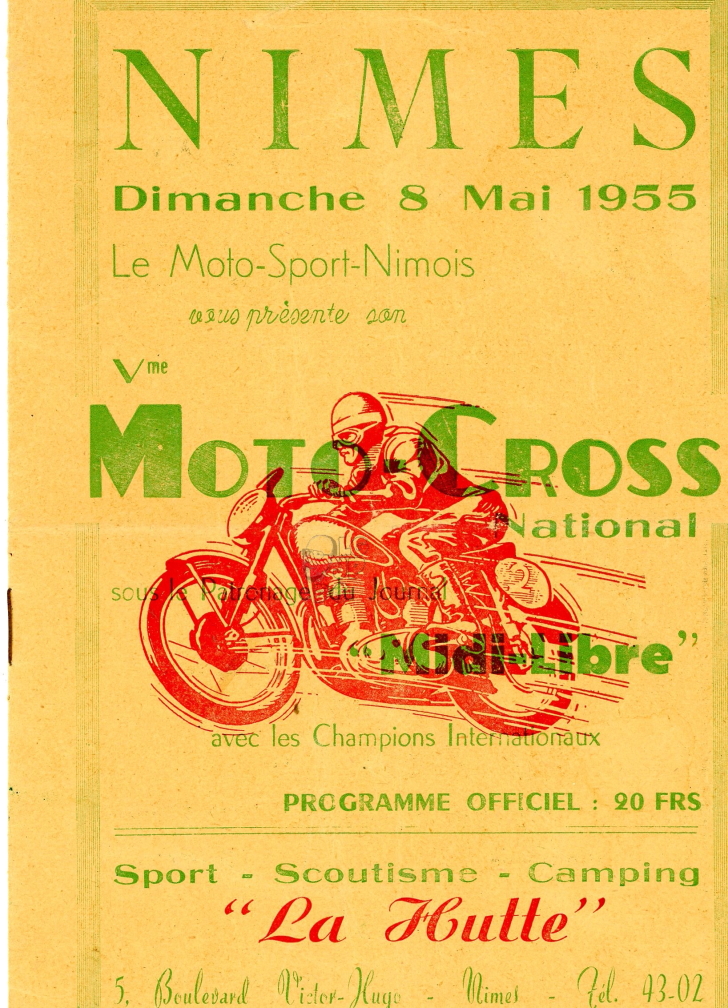 NIMES
Dimanche 8 Mai 1955
Le Moto-Sport-Nimois
vous présente son
Vme
MOTO-CROSS
National
sous le Patronage du Journal
“Midi-Libre”
avec les Champions Internationaux
PROGRAMME OFFICIEL : 20 FRS
Sport - Scoutisme - Camping
“La Hutte”
5, Boulevard Victor-Hugo - Nimes - Tél. 43-02
2